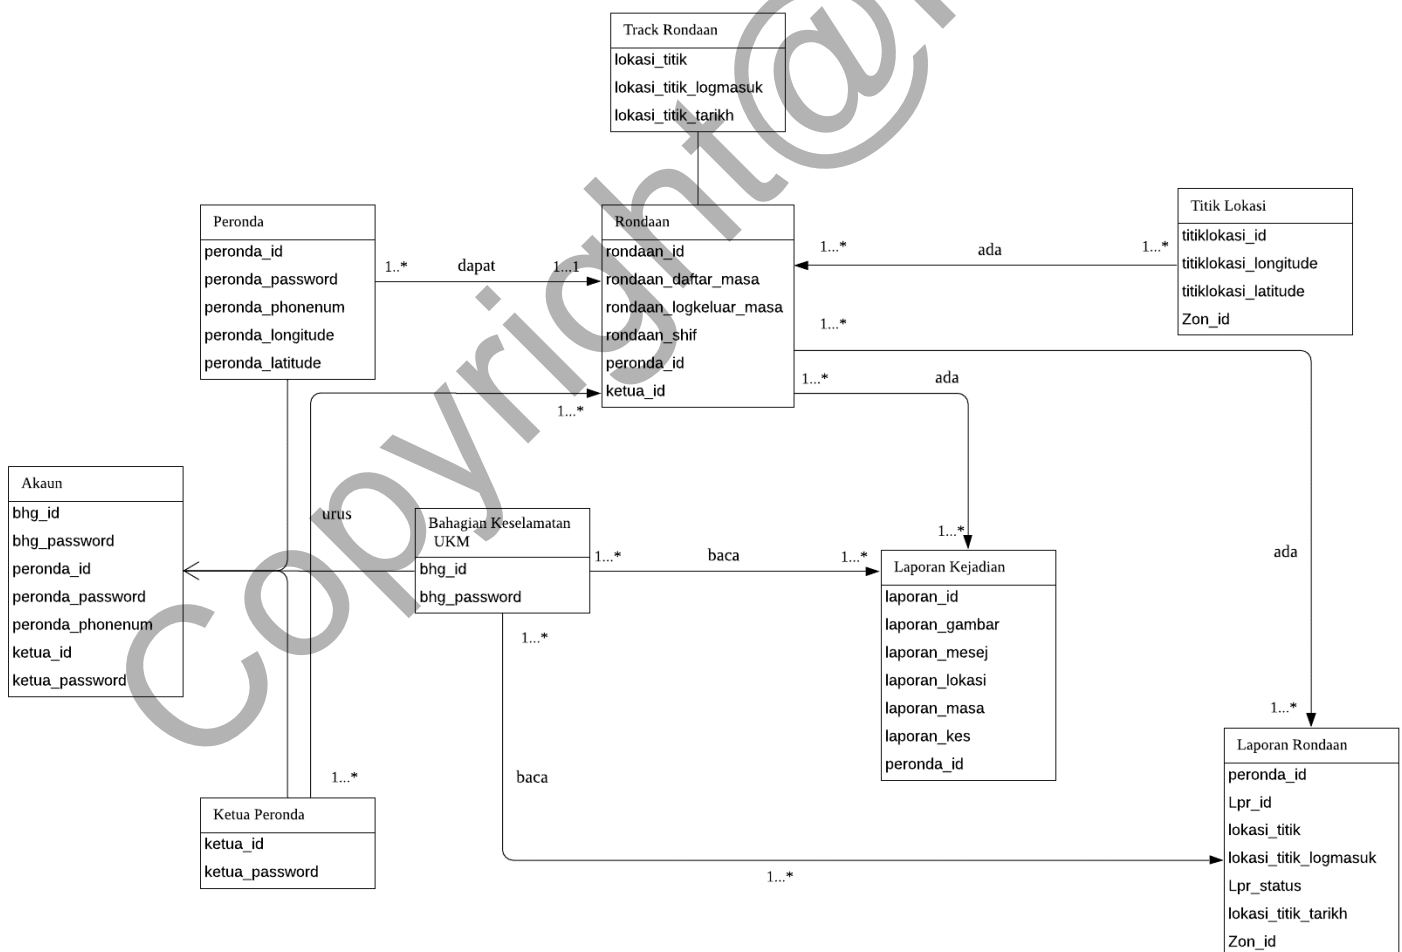 Track Rondaan
lokasi_titik
lokasi_titik_logmasuk
lokasi_titik_tarikh
Peronda
peronda_id
peronda_password
peronda_phonenum
peronda_longitude
peronda_latitude
1..*
dapat
1...1
Rondaan
rondaan_id
rondaan_daftar_masa
rondaan_logkeluar_masa
rondaan_shif
peronda_id
ketua_id
1...*
ada
1...*
Titik Lokasi
titiklokasi_id
titiklokasi_longitude
titiklokasi_latitude
Zon_id
1...*
1...*
ada
1...*
Akaun
bhg_id
bhg_password
peronda_id
peronda_password
peronda_phonenum
ketua_id
ketua_password
urus
Bahagian Keselamatan
UKM
bhg_id
bhg_password
1...*
baca
1...*
1...*
1...*
Laporan Kejadian
laporan_id
laporan_gambar
laporan_mesej
laporan_lokasi
laporan_masa
laporan_kes
peronda_id
ada
1...*
1...*
baca
Ketua Peronda
ketua_id
ketua_password
1...*
Laporan Rondaan
peronda_id
Lpr_id
lokasi_titik
lokasi_titik_logmasuk
Lpr_status
lokasi_titik_tarikh
Zon_id
Copyright@